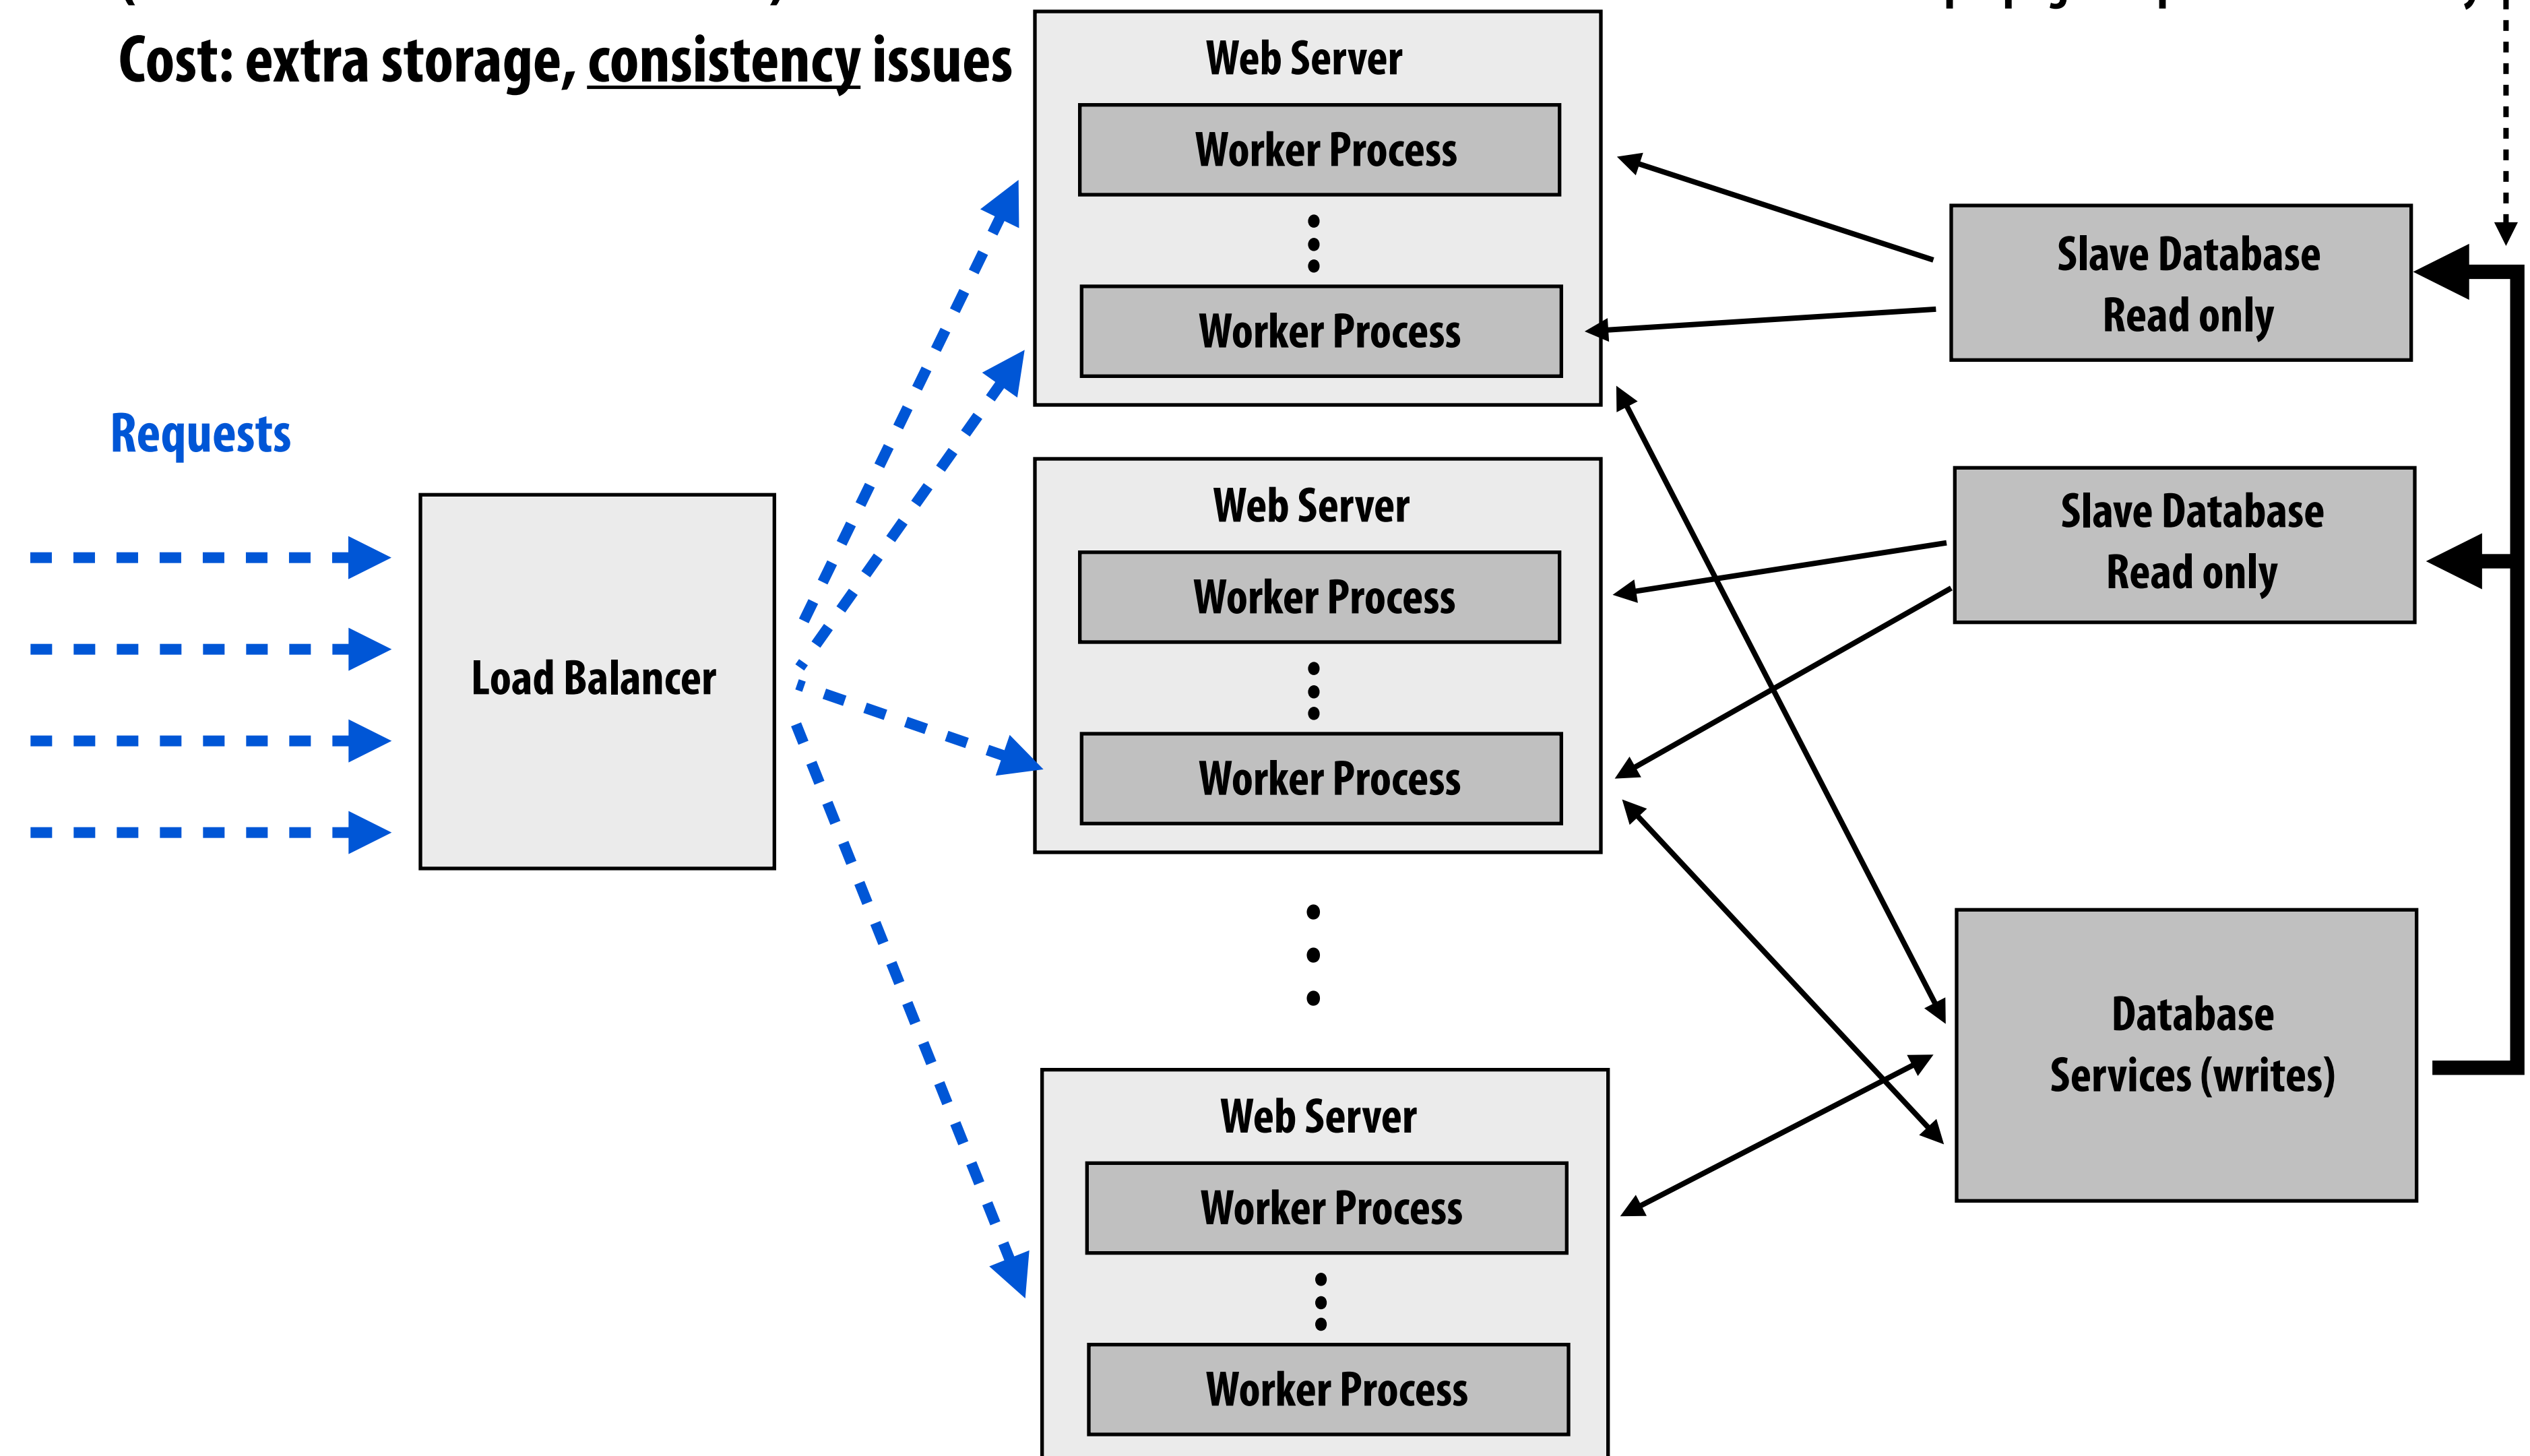 Cost: extra storage, consistency issues
Web Server
Worker Process
Worker Process
Slave Database
Read only
Requests
Load Balancer
Web Server
Worker Process
Worker Process
Slave Database
Read only
Database
Services (writes)
Web Server
Worker Process
Worker Process